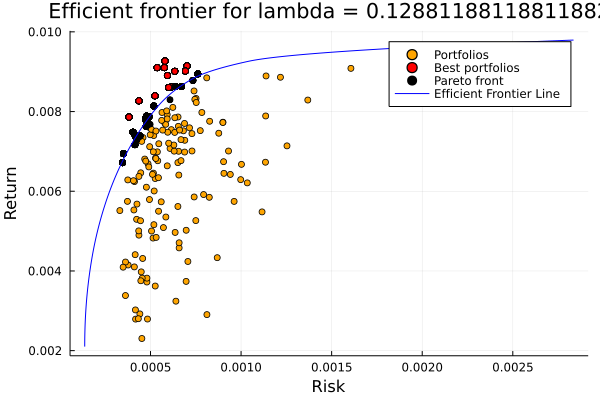 Efficient frontier for lambda = 0.1288118811881188
0.010
0.008
0.006
0.004
0.002
Return
Portfolios
Best portfolios
Pareto front
Efficient Frontier Line
0.0005 0.0010 0.0015 0.0020 0.0025
Risk